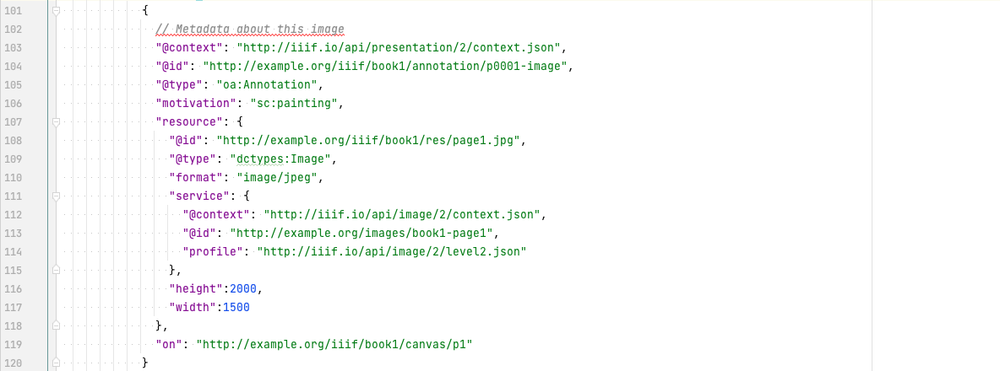 101 {
102 // Metadata about this image
103 "@context": "http://iiif.io/api/presentation/2/context.json",
104 "@id": "http://example.org/iiif/book1/annotation/p0001-image",
105 "@type": "oa:Annotation",
106 "motivation": "sc:painting",
107 "resource": {
108 "@id": "http://example.org/iiif/book1/res/page1.jpg",
109 "@type": "dctypes:Image",
110 "format": "image/jpeg",
111 "service": {
112 "@context": "http://iiif.io/api/image/2/context.json",
113 "@id": "http://example.org/images/book1-page1",
114 "profile": "http://iiif.io/api/image/2/level2.json"
115 },
116 "height":2000,
117 "width":1500
118 },
119 "on": "http://example.org/iiif/book1/canvas/p1"
120 }